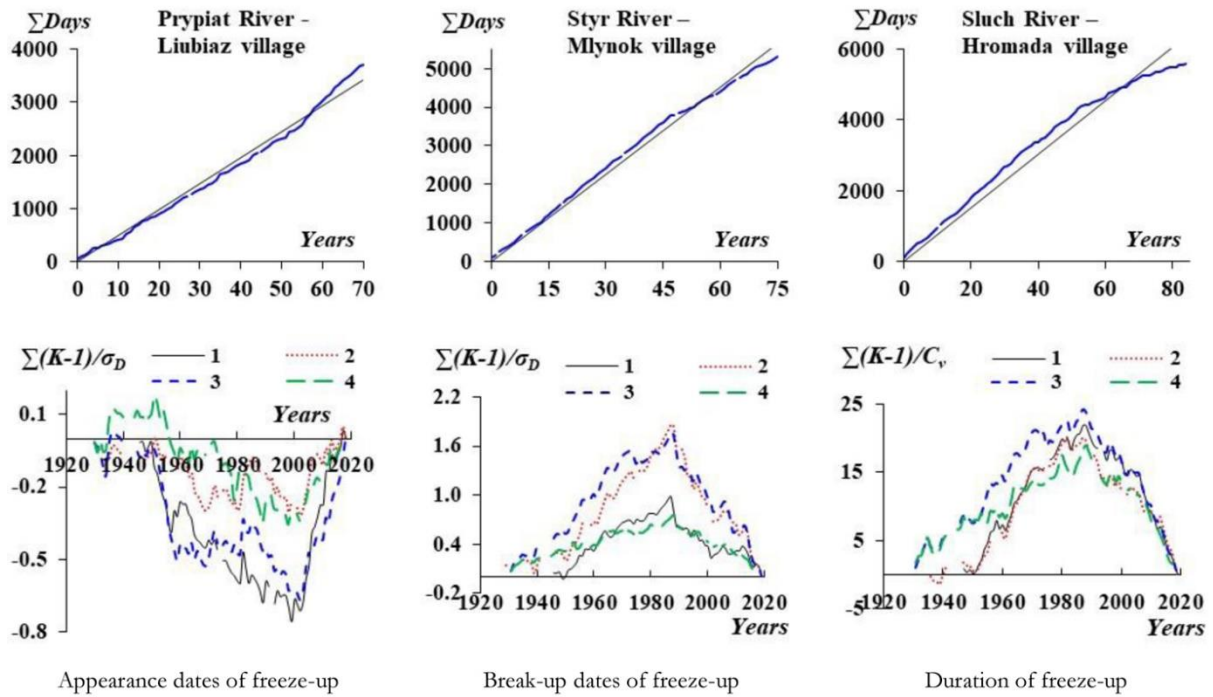 ∑Days
Prypiat River -
Liubiaz village
4000
3000
2000
1000
0
Years
0 10 20 30 40 50 60 70
∑Days
Styr River –
Mlynok village
5000
4000
3000
2000
1000
0
Years
0 15 30 45 60 75
∑Days
Sluch River –
Hromada village
6000
4000
2000
0
Years
0 20 40 60 80
∑(K-1)/σD
1 2
3 4
Years
0.1
-0.2
-0.5
-0.8
1920 1940 1960 1980 2000 2020
Appearance dates of freeze-up
∑(K-1)/σD
1 2
3 4
2.2
1.6
1.0
0.4
-0.2
1920 1940 1960 1980 2000 2020
Years
Break-up dates of freeze-up
∑(K-1)/Cv
1 2
3 4
25
15
5
-5
1920 1940 1960 1980 2000 2020
Years
Duration of freeze-up